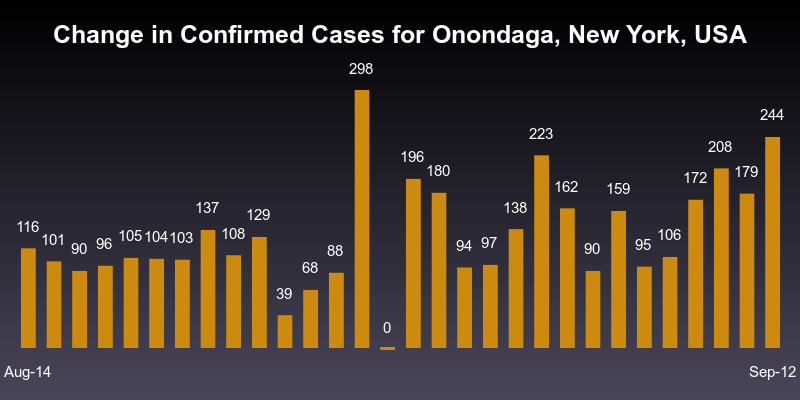 Change in Confirmed Cases for Onondaga, New York, USA
116 101 90 96 105 104 103 137 108 129 39 68 88 298 0 196 180 94 97 138 223 162 90 159 95 106 172 208 179 244
Aug-14 Sep-12